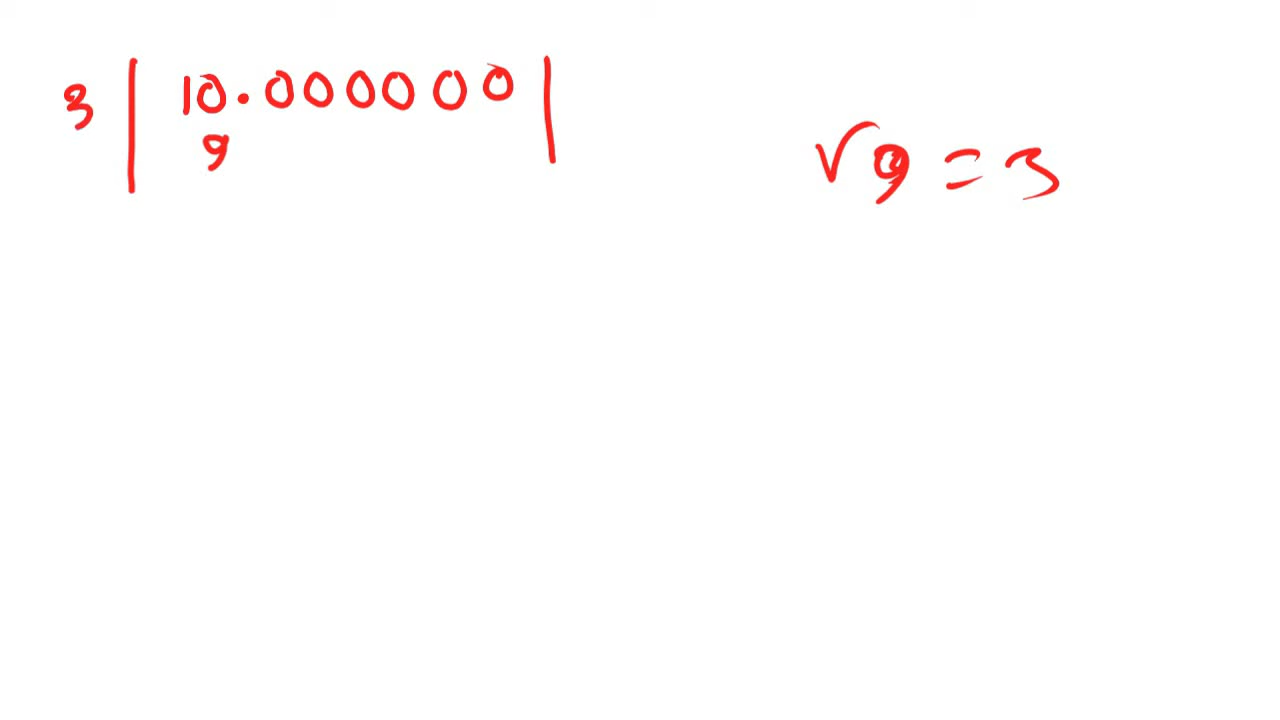 3 | 10.000000 |
9
√9 = 3